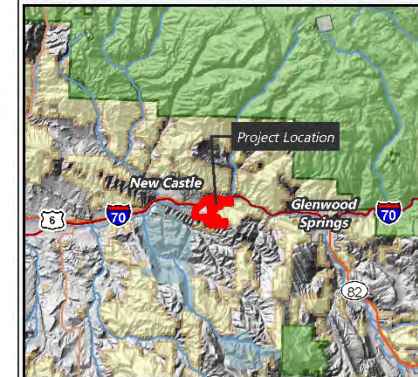 Project Location
New Castle
Glenwood
Springs
6
70
70
82